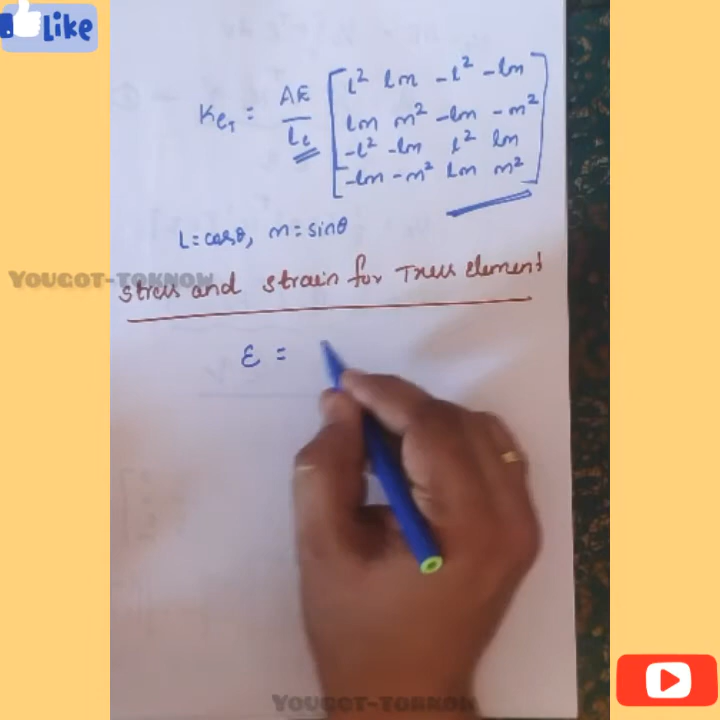 Like
Ke₁ = AE/Le [ l² lm -l² -lm
lm m² -lm -m²
-l² -lm l² lm
-lm -m² lm m² ]
L=cosθ, m=sinθ
YOUGOT-TOKNOW
Stress and strain for Truss element
ε =
YOUGOT-TOKNOW